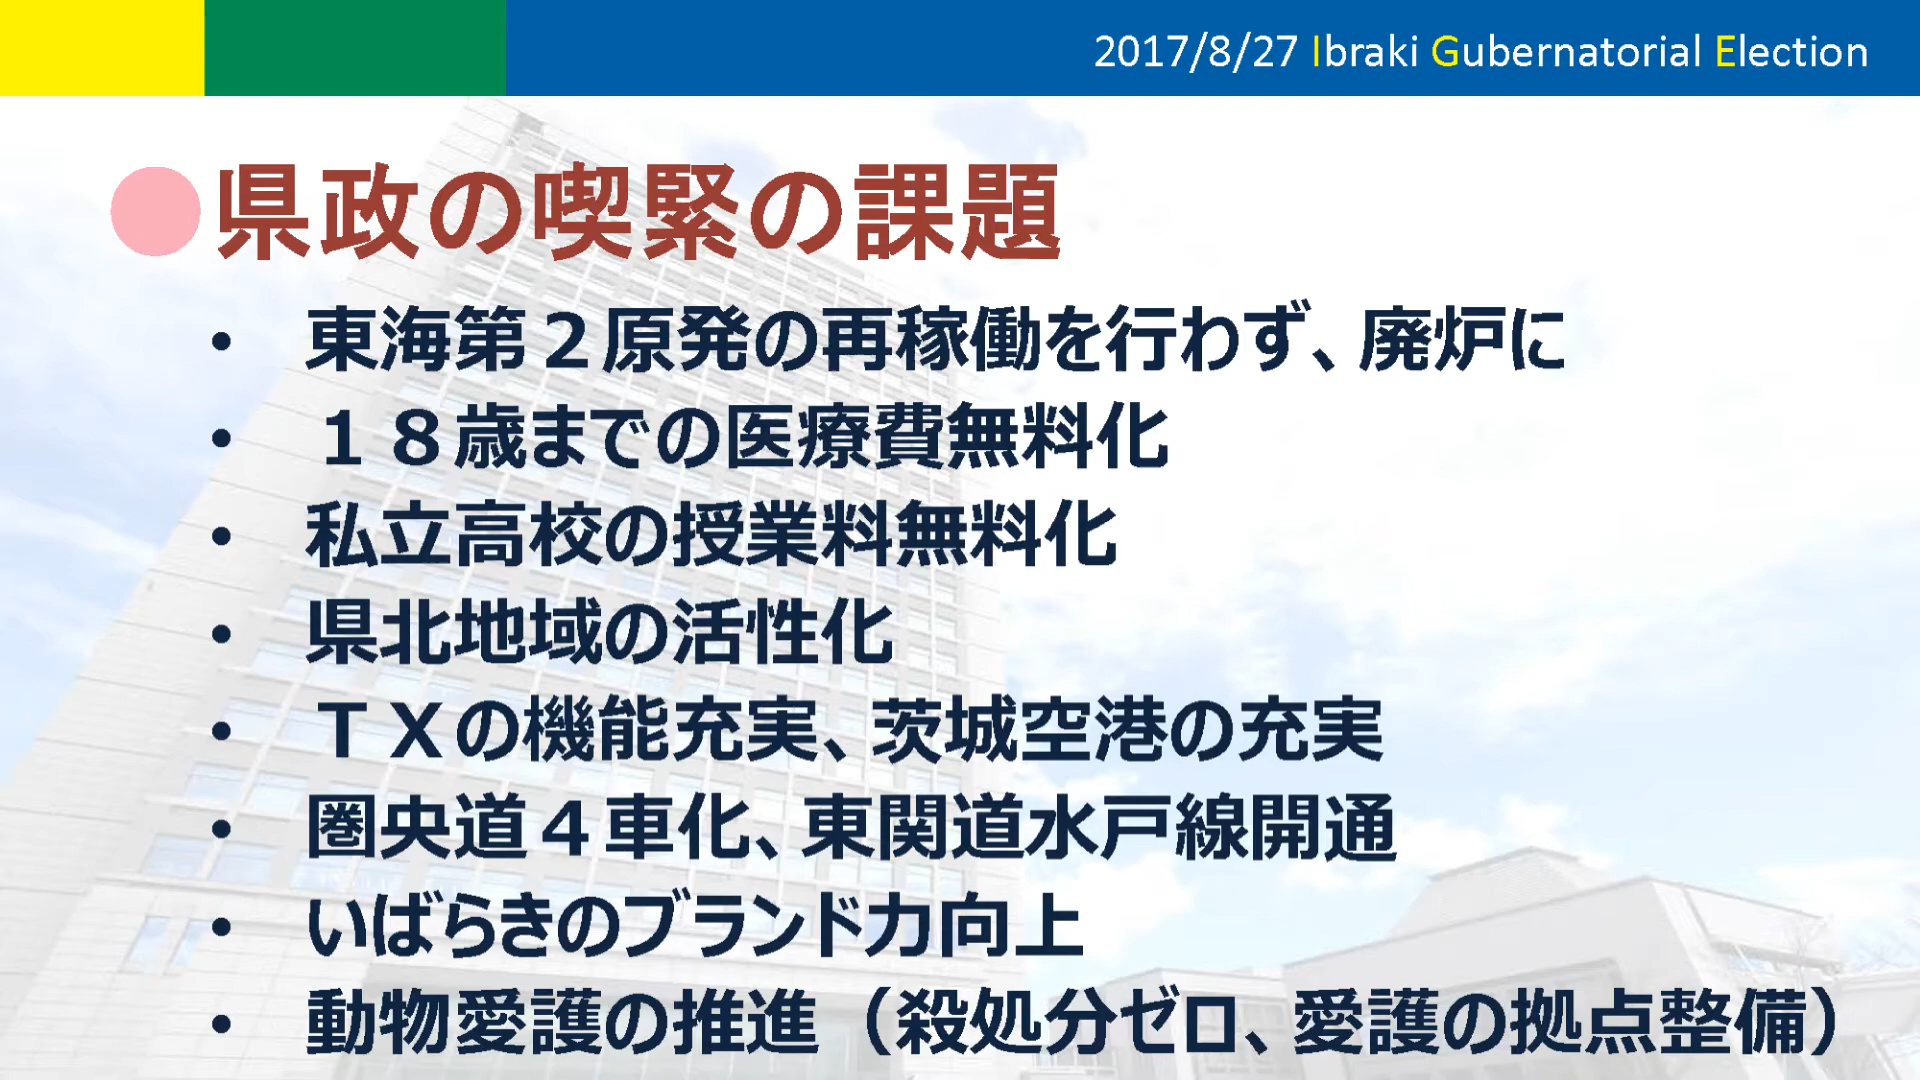 2017/8/27 Ibraki Gubernatorial Election
県政の喫緊の課題
• 東海第２原発の再稼働を行わず、廃炉に
• １８歳までの医療費無料化
• 私立高校の授業料無料化
• 県北地域の活性化
• ＴＸの機能充実、茨城空港の充実
• 圏央道４車化、東関道水戸線開通
• いばらきのブランド力向上
• 動物愛護の推進（殺処分ゼロ、愛護の拠点整備）